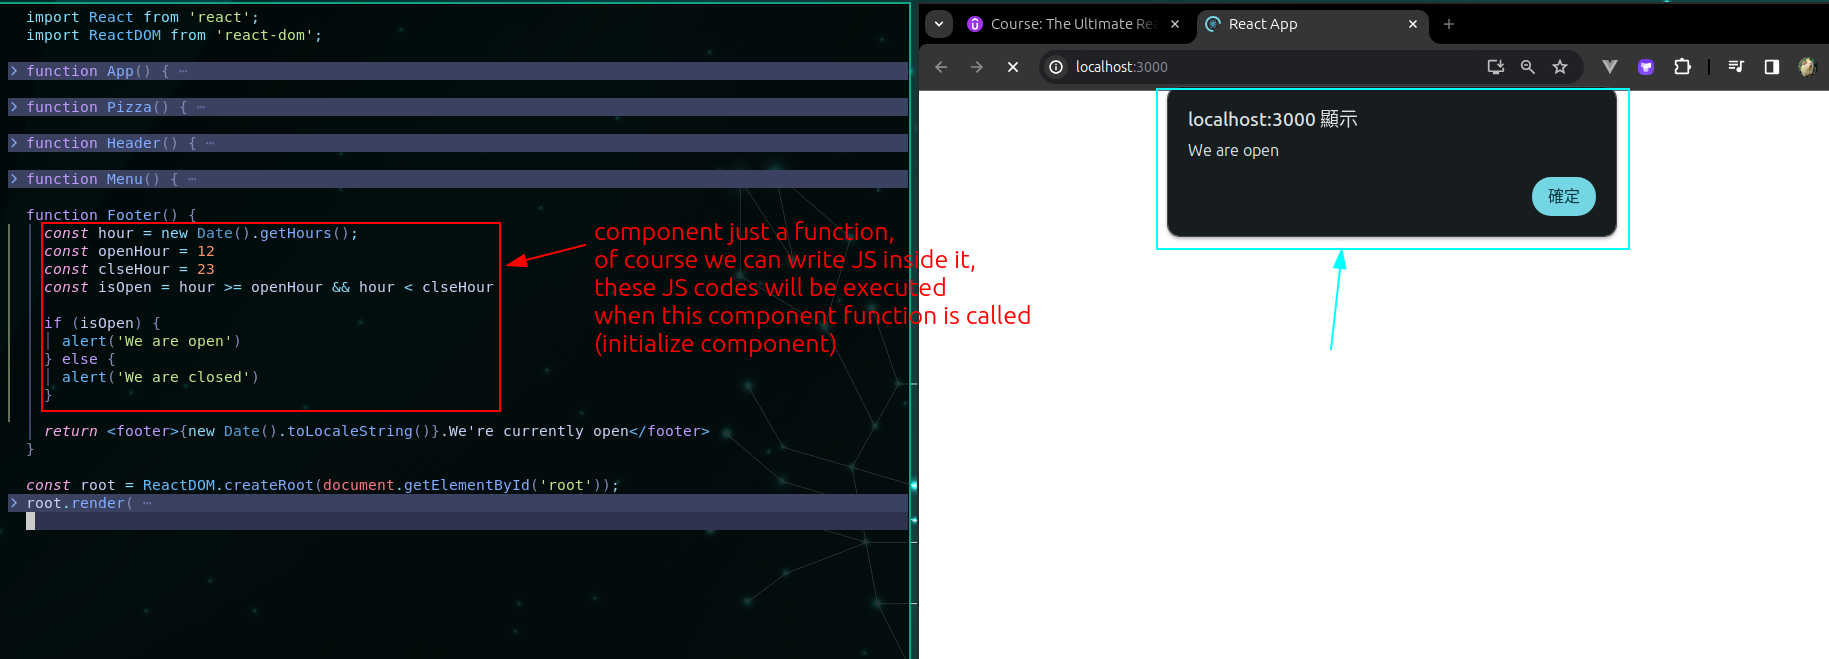 import React from 'react';
import ReactDOM from 'react-dom';
> function App() { ⋯
> function Pizza() { ⋯
> function Header() { ⋯
> function Menu() { ⋯
function Footer() {
const hour = new Date().getHours();
const openHour = 12
const clseHour = 23
const isOpen = hour >= openHour && hour < clseHour
if (isOpen) {
alert('We are open')
} else {
alert('We are closed')
}
return <footer>{new Date().toLocaleString()}.We're currently open</footer>
}
const root = ReactDOM.createRoot(document.getElementById('root'));
> root.render( ⋯
component just a function,
of course we can write JS inside it,
these JS codes will be executed
when this component function is called
(initialize component)
Course: The Ultimate Rea
React App
localhost:3000
localhost:3000 顯示
We are open
確定